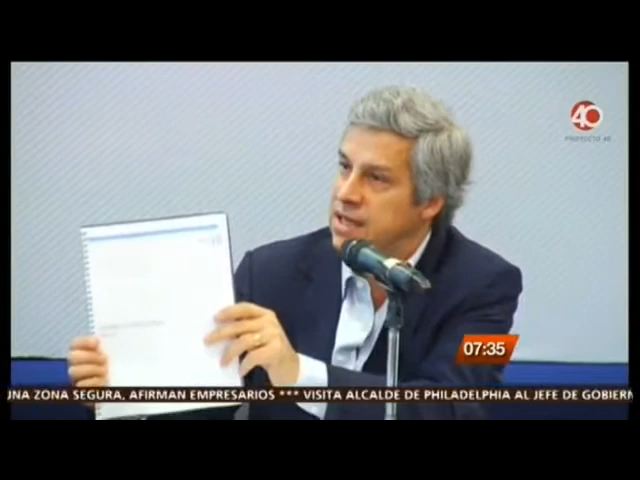 40
PROYECTO 40
07:35
UNA ZONA SEGURA, AFIRMAN EMPRESARIOS *** VISITA ALCALDE DE PHILADELPHIA AL JEFE DE GOBIERN